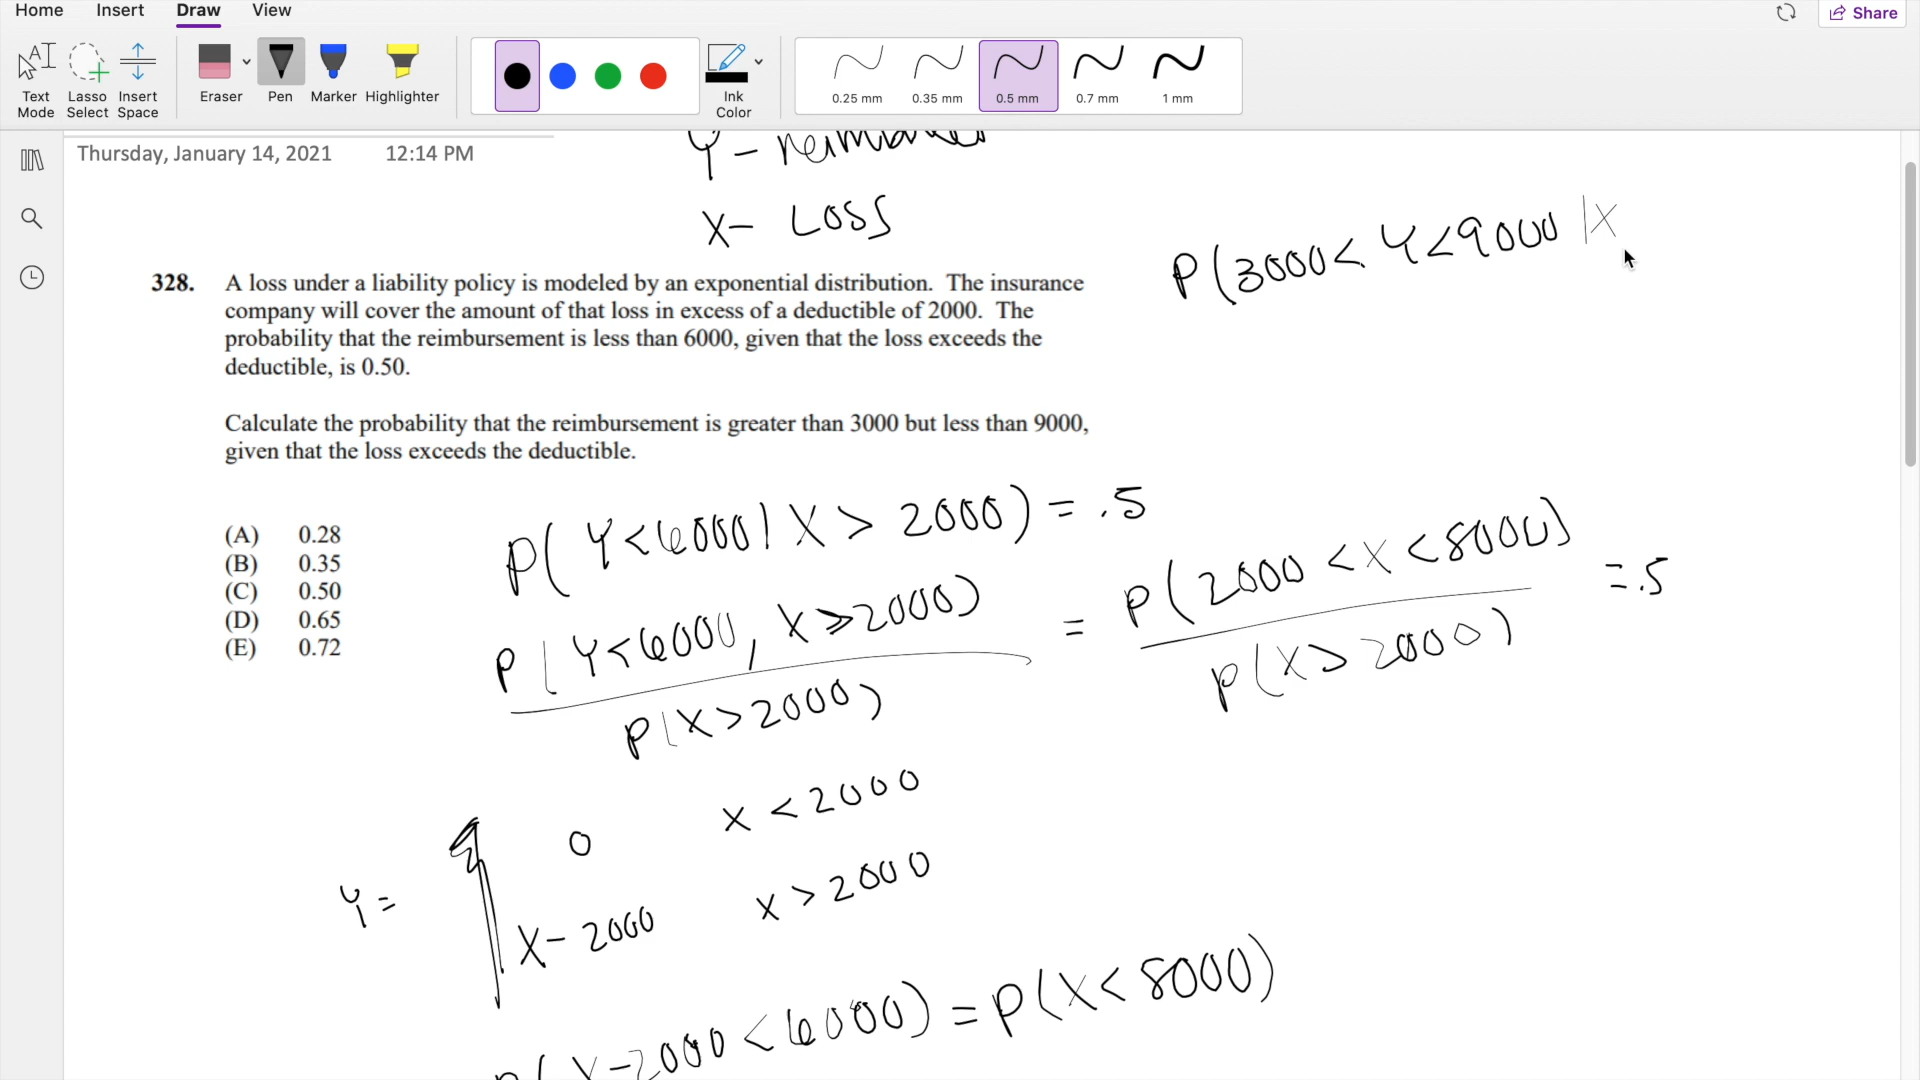 Home Insert Draw View Share
Text Mode Lasso Select Insert Space Eraser Pen Marker Highlighter Ink Color 0.25 mm 0.35 mm 0.5 mm 0.7 mm 1 mm
Thursday, January 14, 2021 12:14 PM
Y -
X - LOSS
P(3000 < Y < 9000 | X
328. A loss under a liability policy is modeled by an exponential distribution. The insurance
company will cover the amount of that loss in excess of a deductible of 2000. The
probability that the reimbursement is less than 6000, given that the loss exceeds the
deductible, is 0.50.
Calculate the probability that the reimbursement is greater than 3000 but less than 9000,
given that the loss exceeds the deductible.
(A) 0.28
(B) 0.35
(C) 0.50
(D) 0.65
(E) 0.72
P(Y < 6000 | X > 2000) = .5
P(Y < 6000, X > 2000) = P(2000 < X < 8000) = .5
P(X > 2000) P(X > 2000)
0 X < 2000
Y =
X - 2000 X > 2000
P(X - 2000 < 6000) = P(X < 8000)